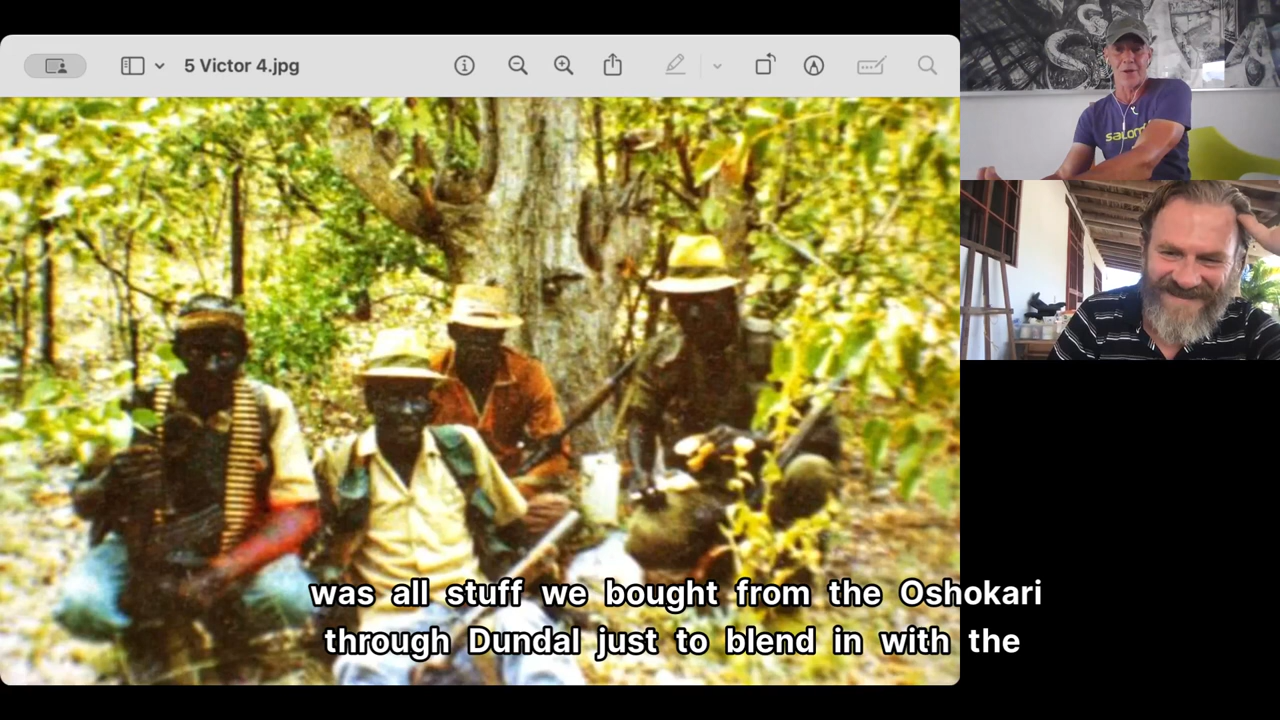 5 Victor 4.jpg
was all stuff we bought from the Oshokari
through Dundal just to blend in with the